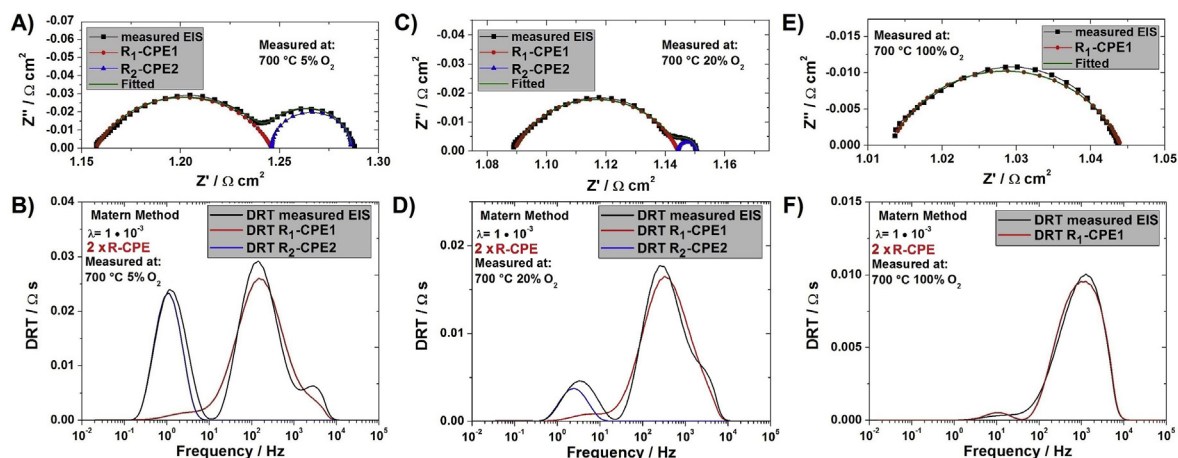 A)
-0.07
-0.06
-0.05
-0.04
-0.03
-0.02
-0.01
0.00
Z'' / Ω cm²
measured EIS
R₁-CPE1
R₂-CPE2
Fitted
Measured at:
700 °C 5% O₂
1.15
1.20
1.25
1.30
Z' / Ω cm²
C)
-0.05
-0.04
-0.03
-0.02
-0.01
0.00
Z'' / Ω cm²
measured EIS
R₁-CPE1
R₂-CPE2
Fitted
Measured at:
700 °C 20% O₂
1.08
1.10
1.12
1.14
1.16
Z' / Ω cm²
E)
-0.015
-0.010
-0.005
0.000
Z'' / Ω cm²
Measured at:
700 °C 100% O₂
measured EIS
R₁-CPE1
Fitted
1.01
1.02
1.03
1.04
1.05
Z' / Ω cm²
B)
0.04
0.03
0.02
0.01
0.00
DRT / Ω s
Matern Method
λ= 1 • 10⁻³
2 xR-CPE
Measured at:
700 °C 5% O₂
DRT measured EIS
DRT R₁-CPE1
DRT R₂-CPE2
10⁻² 10⁻¹ 10⁰ 10¹ 10² 10³ 10⁴ 10⁵
Frequency / Hz
D)
0.02
0.01
0.00
DRT / Ω s
Matern Method
λ= 1 • 10⁻³
2 x R-CPE
Measured at:
700 °C 20% O₂
DRT measured EIS
DRT R₁-CPE1
DRT R₂-CPE2
10⁻² 10⁻¹ 10⁰ 10¹ 10² 10³ 10⁴ 10⁵
Frequency / Hz
F)
0.015
0.010
0.005
0.000
DRT / Ω s
Matern Method
λ= 1 • 10⁻³
2 x R-CPE
Measured at:
700 °C 100% O₂
DRT measured EIS
DRT R₁-CPE1
10⁻² 10⁻¹ 10⁰ 10¹ 10² 10³ 10⁴ 10⁵
Frequency / Hz